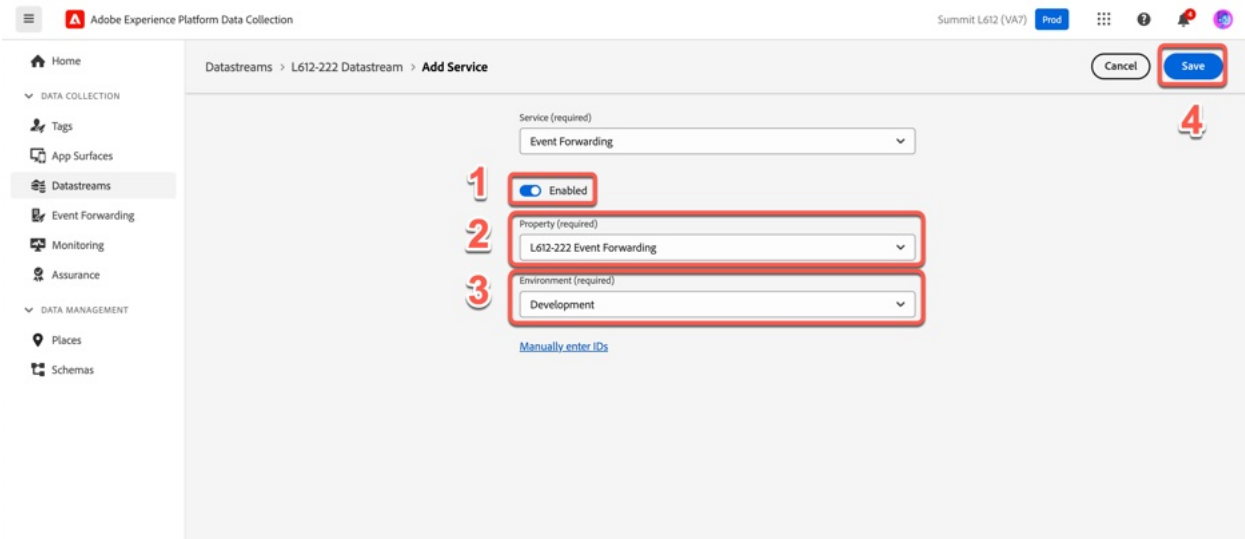 Adobe Experience Platform Data Collection
Summit L612 (VA7) Prod
4
Home
DATA COLLECTION
Tags
App Surfaces
Datastreams
Event Forwarding
Monitoring
Assurance
DATA MANAGEMENT
Places
Schemas
Datastreams > L612-222 Datastream > Add Service
Cancel
Save
4
Service (required)
Event Forwarding
1
Enabled
2
Property (required)
L612-222 Event Forwarding
3
Environment (required)
Development
Manually enter IDs